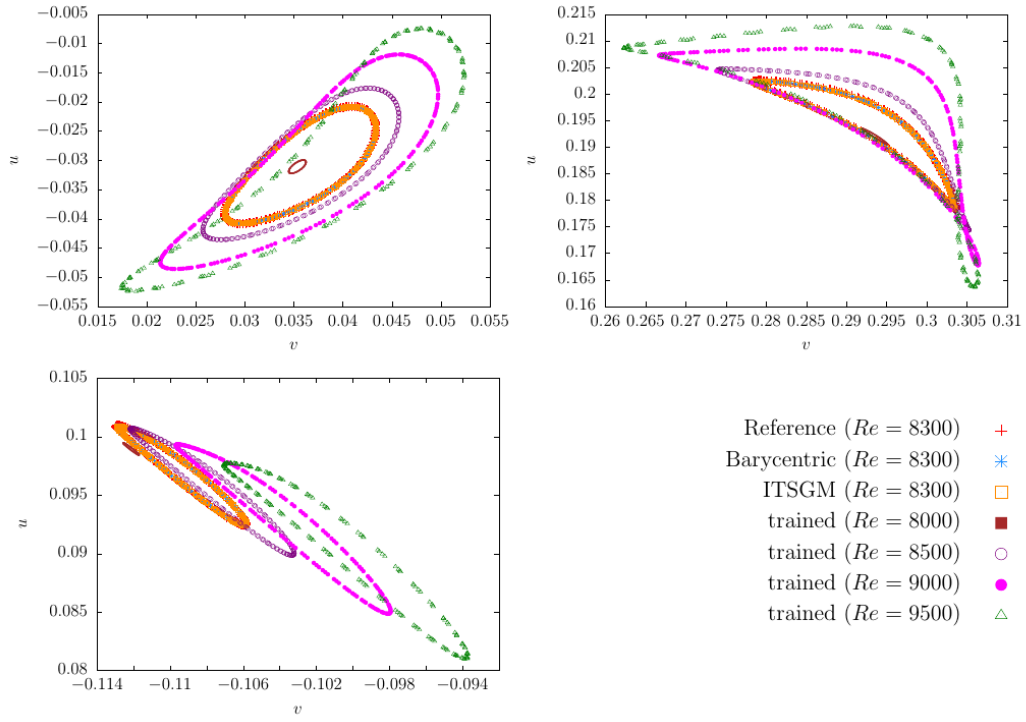 −0.005
−0.01
−0.015
−0.02
−0.025
−0.03
−0.035
−0.04
−0.045
−0.05
−0.055
u
0.015 0.02 0.025 0.03 0.035 0.04 0.045 0.05 0.055
v
0.215
0.21
0.205
0.2
0.195
0.19
0.185
0.18
0.175
0.17
0.165
0.16
u
0.26 0.265 0.27 0.275 0.28 0.285 0.29 0.295 0.3 0.305 0.31
v
0.105
0.1
0.095
0.09
0.085
0.08
u
−0.114 −0.11 −0.106 −0.102 −0.098 −0.094
v
Reference (Re = 8300)
Barycentric (Re = 8300)
ITSGM (Re = 8300)
trained (Re = 8000)
trained (Re = 8500)
trained (Re = 9000)
trained (Re = 9500)